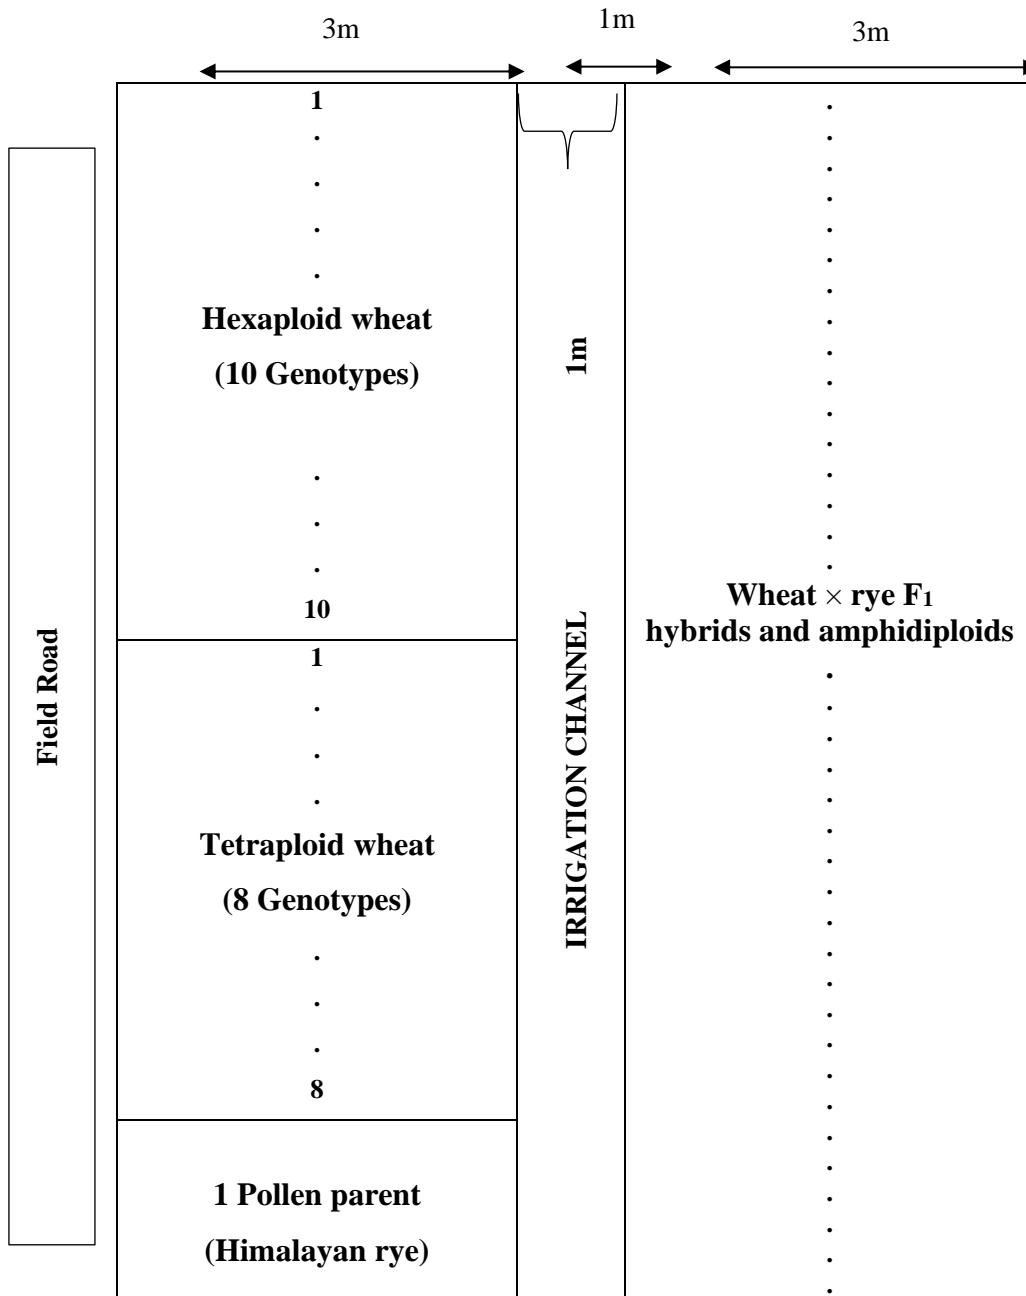 3m
1m
3m
1
Hexaploid wheat
(10 Genotypes)
10
1
Tetraploid wheat
(8 Genotypes)
8
1 Pollen parent
(Himalayan rye)
Field Road
1m
IRRIGATION CHANNEL
Wheat × rye F1
hybrids and amphidiploids